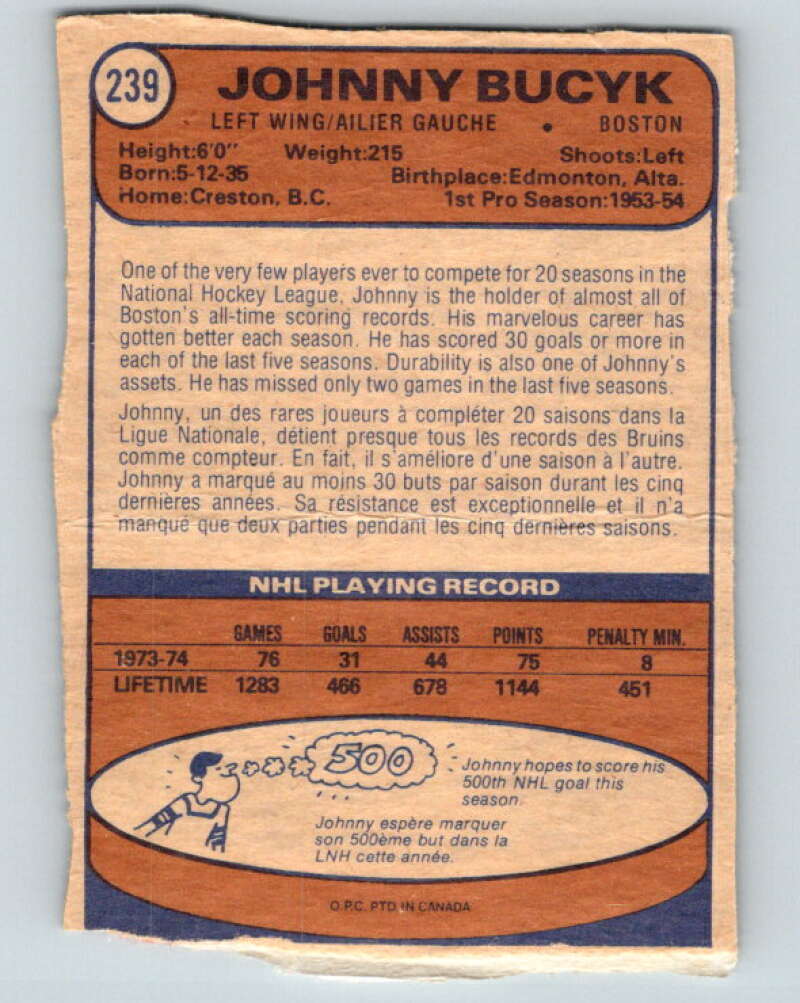 239
JOHNNY BUCYK
LEFT WING/AILIER GAUCHE • BOSTON
Height:6'0" Weight:215 Shoots:Left
Born:5-12-35 Birthplace:Edmonton, Alta.
Home:Creston, B.C. 1st Pro Season:1953-54
One of the very few players ever to compete for 20 seasons in the
National Hockey League, Johnny is the holder of almost all of
Boston's all-time scoring records. His marvelous career has
gotten better each season. He has scored 30 goals or more in
each of the last five seasons. Durability is also one of Johnny's
assets. He has missed only two games in the last five seasons.
Johnny, un des rares joueurs à compléter 20 saisons dans la
Ligue Nationale, détient presque tous les records des Bruins
comme compteur. En fait, il s'améliore d'une saison à l'autre.
Johnny a marqué au moins 30 buts par saison durant les cinq
dernières années. Sa résistance est exceptionnelle et il n'a
manqué que deux parties pendant les cinq dernières saisons.
NHL PLAYING RECORD
GAMES GOALS ASSISTS POINTS PENALTY MIN.
1973-74 76 31 44 75 8
LIFETIME 1283 466 678 1144 451
500
Johnny hopes to score his
500th NHL goal this
season.
Johnny espère marquer
son 500ème but dans la
LNH cette année.
O.P.C. PTD. IN CANADA